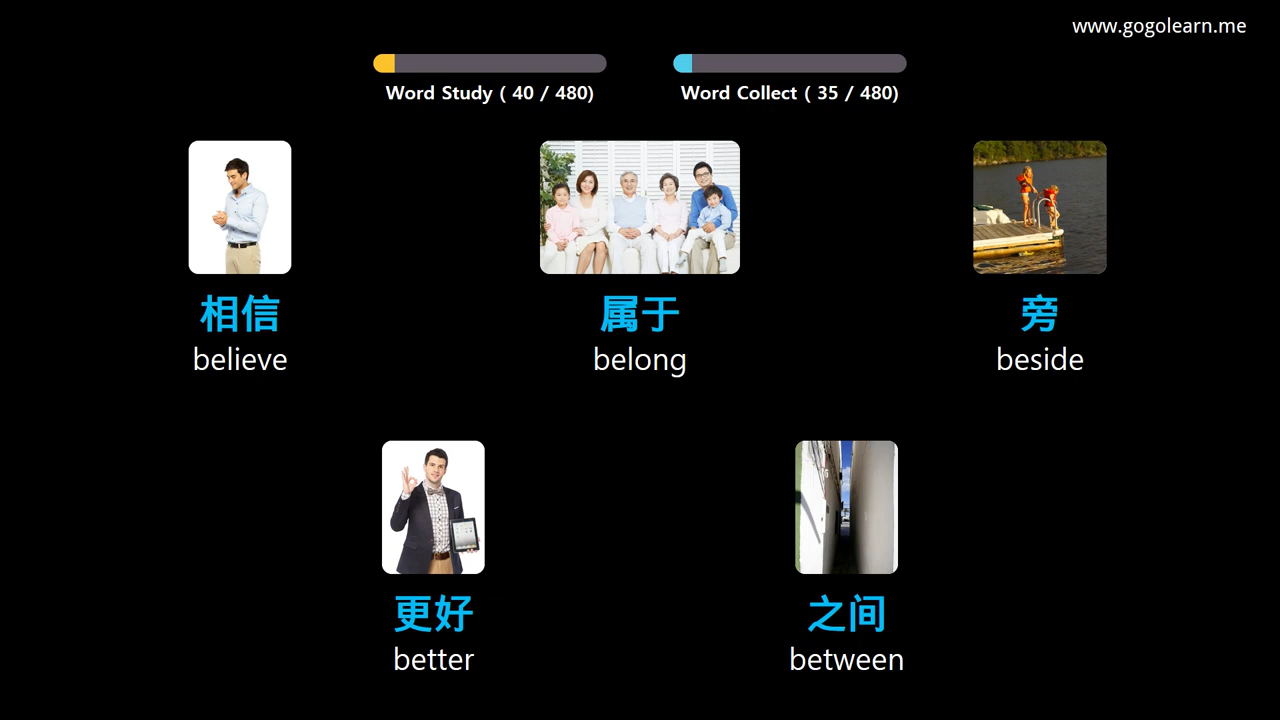 www.gogolearn.me
Word Study ( 40 / 480)
Word Collect ( 35 / 480)
相信
believe
属于
belong
旁
beside
更好
better
之间
between